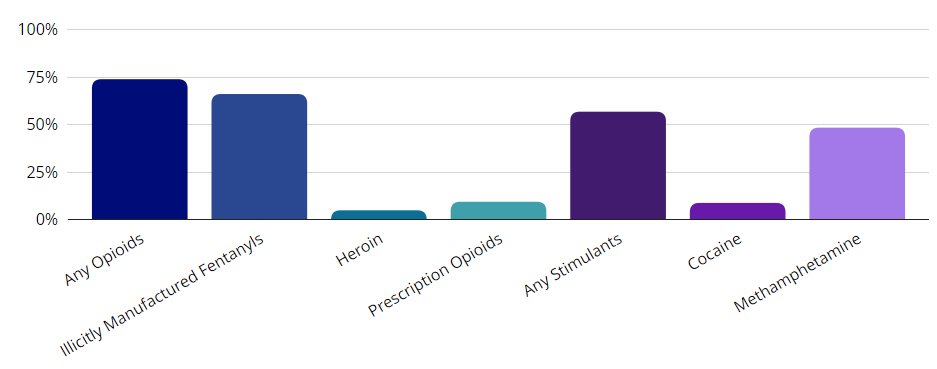 100%
75%
50%
25%
0%
Any Opioids
Illicitly Manufactured Fentanyls
Heroin
Prescription Opioids
Any Stimulants
Cocaine
Methamphetamine